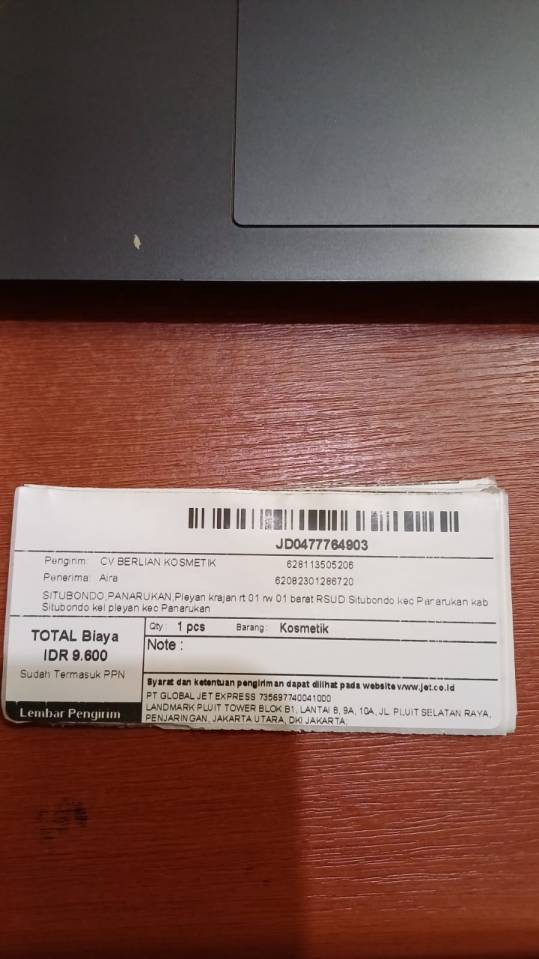 JD0477764903
Pengirim: CV BERLIAN KOSMETIK 628113505206
Penerima: Aira 62082301286720
SITUBONDO,PANARUKAN,Pleyan krajan rt 01 rw 01 barat RSUD Situbondo kec Panarukan kab
Situbondo kel pleyan kec Panarukan
TOTAL Biaya
IDR 9.600
Sudah Termasuk PPN
Lembar Pengirim
Qty 1 pcs Barang: Kosmetik
Note :
Syarat dan ketentuan pengiriman dapat dilihat pada website www.jet.co.id
PT GLOBAL JET EXPRESS 735697740041000
LANDMARK PLUIT TOWER BLOK B1, LANTAI 8, 9A, 10A, JL. PLUIT SELATAN RAYA,
PENJARINGAN, JAKARTA UTARA, DKI JAKARTA,